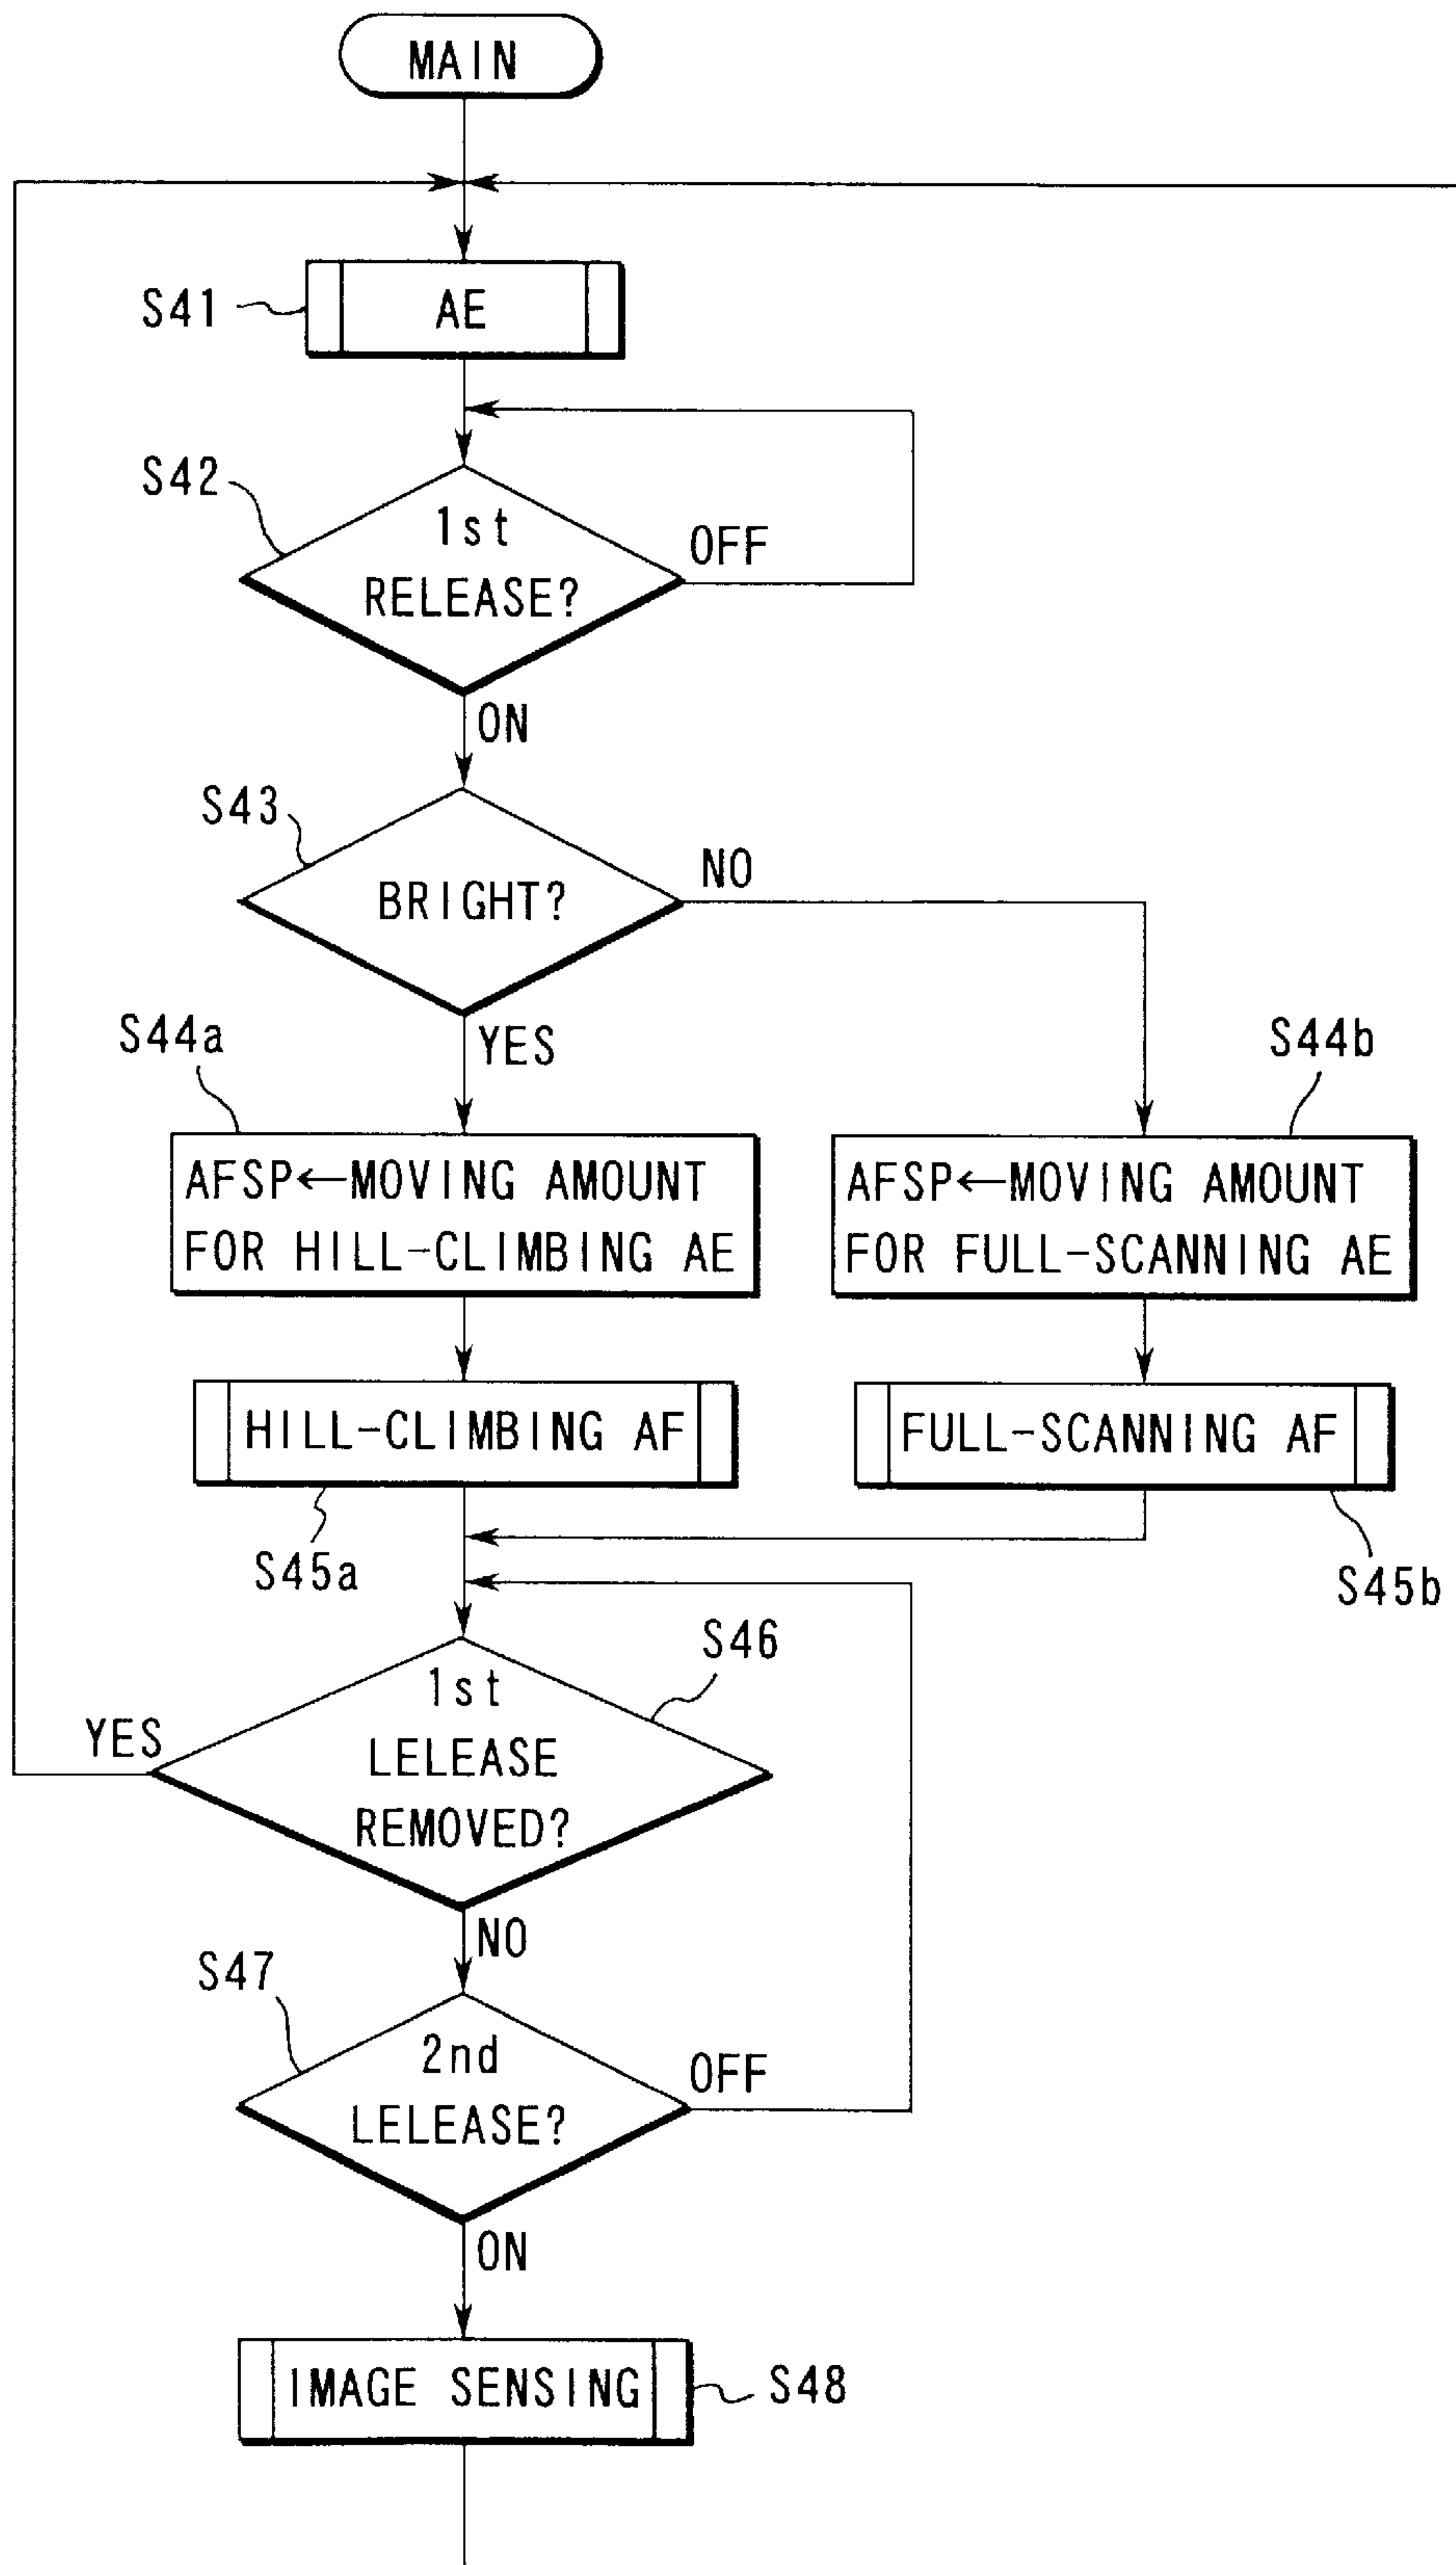 MAIN
S41
AE
S42
1st
RELEASE?
OFF
ON
S43
BRIGHT?
NO
YES
S44a
AFSP←MOVING AMOUNT
FOR HILL-CLIMBING AE
S44b
AFSP←MOVING AMOUNT
FOR FULL-SCANNING AE
HILL-CLIMBING AF
S45a
FULL-SCANNING AF
S45b
S46
1st
LELEASE
REMOVED?
YES
NO
S47
2nd
LELEASE?
OFF
ON
IMAGE SENSING
S48